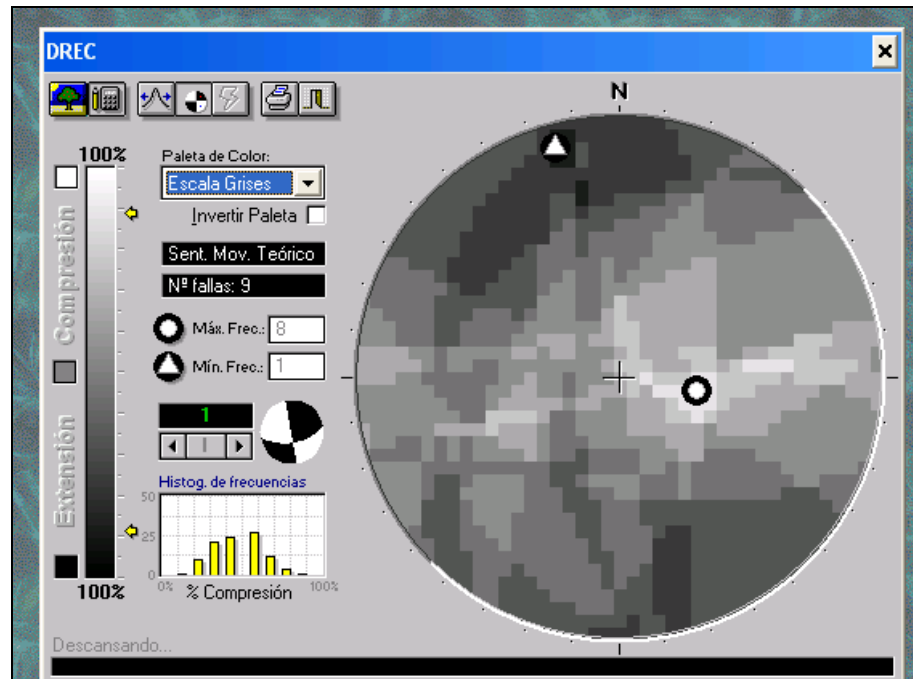 DREC
N
100%
Paleta de Color:
Escala Grises
Invertir Paleta
Compresión
Sent. Mov. Teórico
Nº fallas: 9
Máx. Frec.: 8
Mín. Frec.: 1
1
Extensión
Histog. de frecuencias
50
25
0
0%
% Compresión
100%
100%
Descansando...